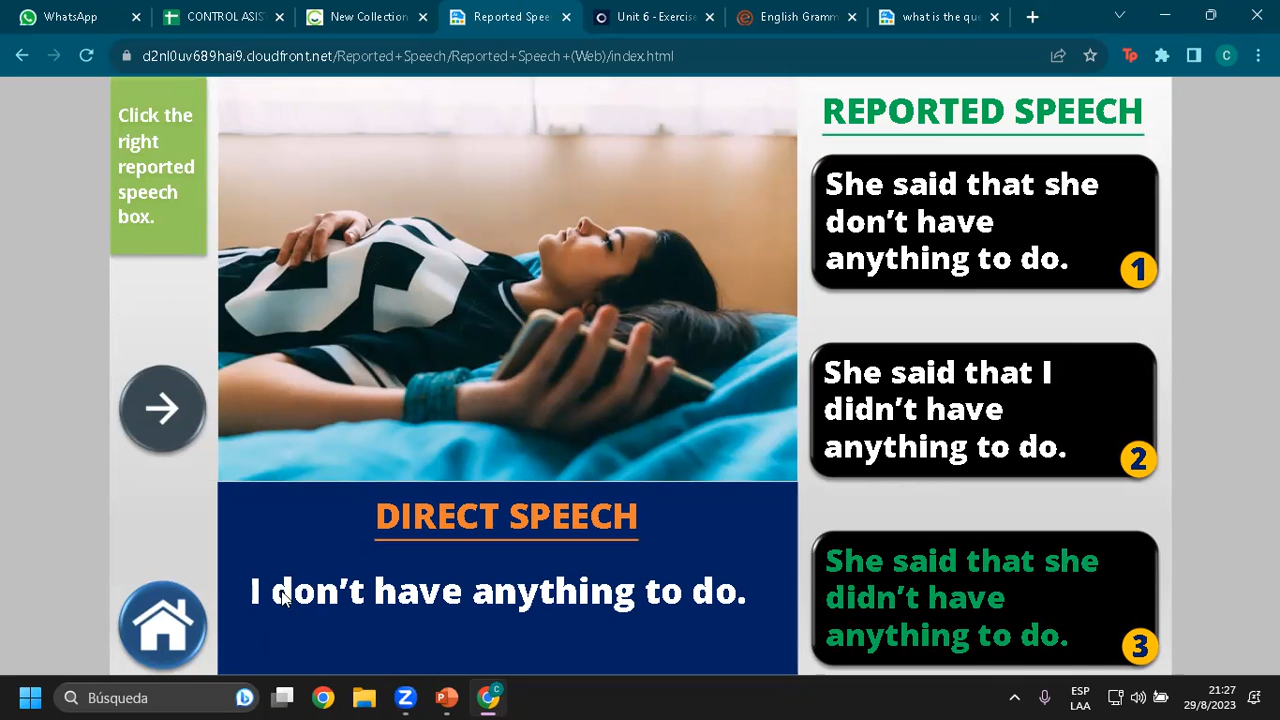 WhatsApp
CONTROL ASIS
New Collection
Reported Spee
Unit 6 - Exercise
English Gramm
what is the que
d2nl0uv689hai9.cloudfront.net/Reported+Speech/Reported+Speech+(Web)/index.html
Tp
C
Click the
right
reported
speech
box.
REPORTED SPEECH
She said that she
don't have
anything to do.
1
She said that I
didn't have
anything to do.
2
She said that she
didn't have
anything to do.
3
DIRECT SPEECH
I don't have anything to do.
Búsqueda
ESP
LAA
21:27
29/8/2023